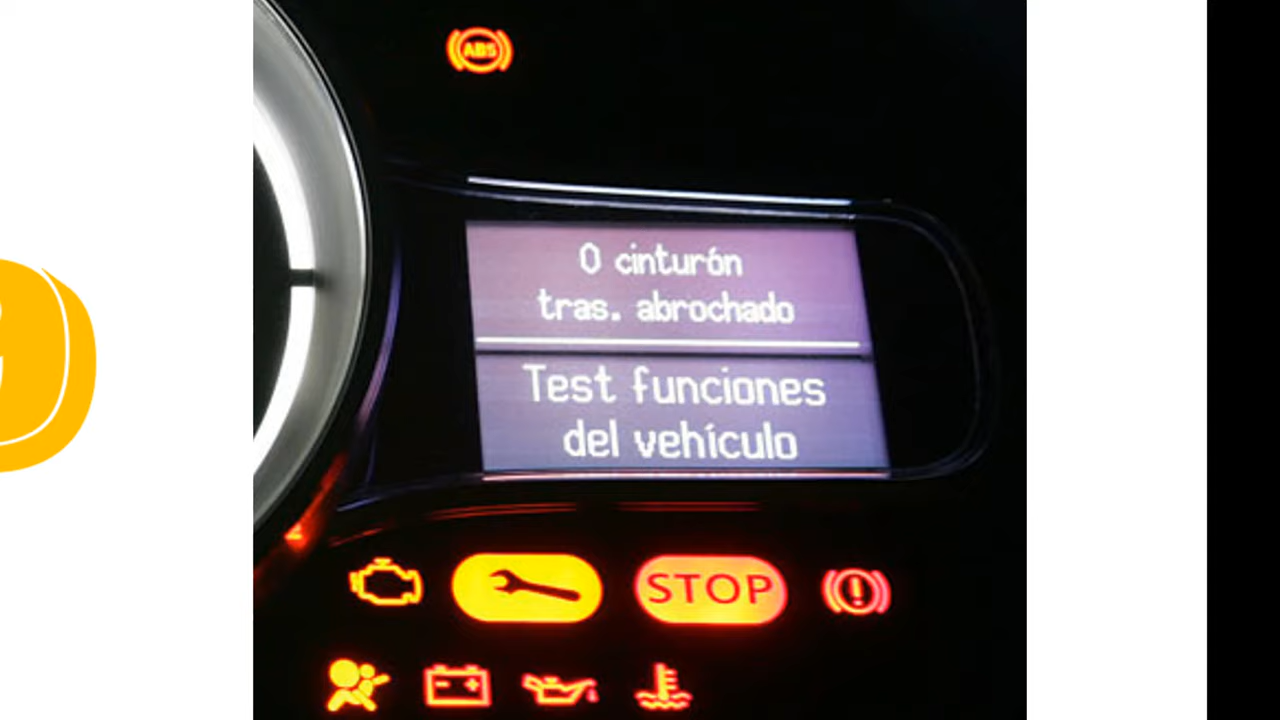 ABS
0 cinturón
tras. abrochado
Test funciones
del vehículo
STOP